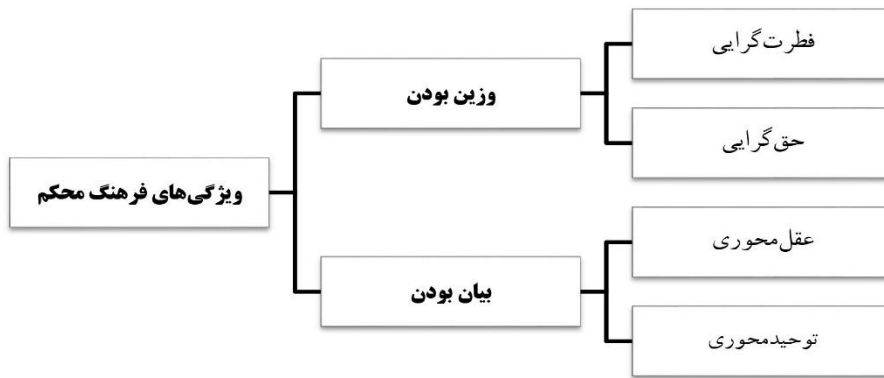 ویژگی‌های فرهنگ محکم
وزین بودن
فطرت‌گرایی
حق‌گرایی
بیان بودن
عقل‌محوری
توحیدمحوری